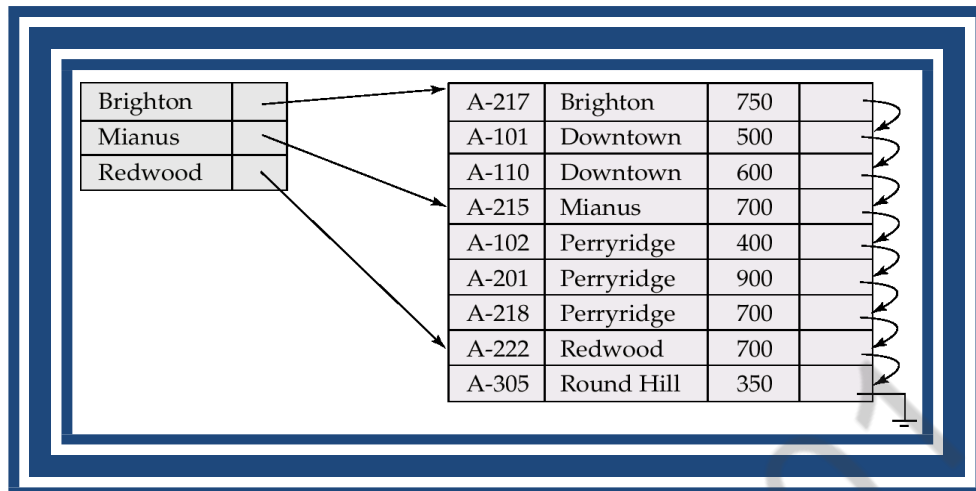 Brighton
Mianus
Redwood
A-217 Brighton 750
A-101 Downtown 500
A-110 Downtown 600
A-215 Mianus 700
A-102 Perryridge 400
A-201 Perryridge 900
A-218 Perryridge 700
A-222 Redwood 700
A-305 Round Hill 350